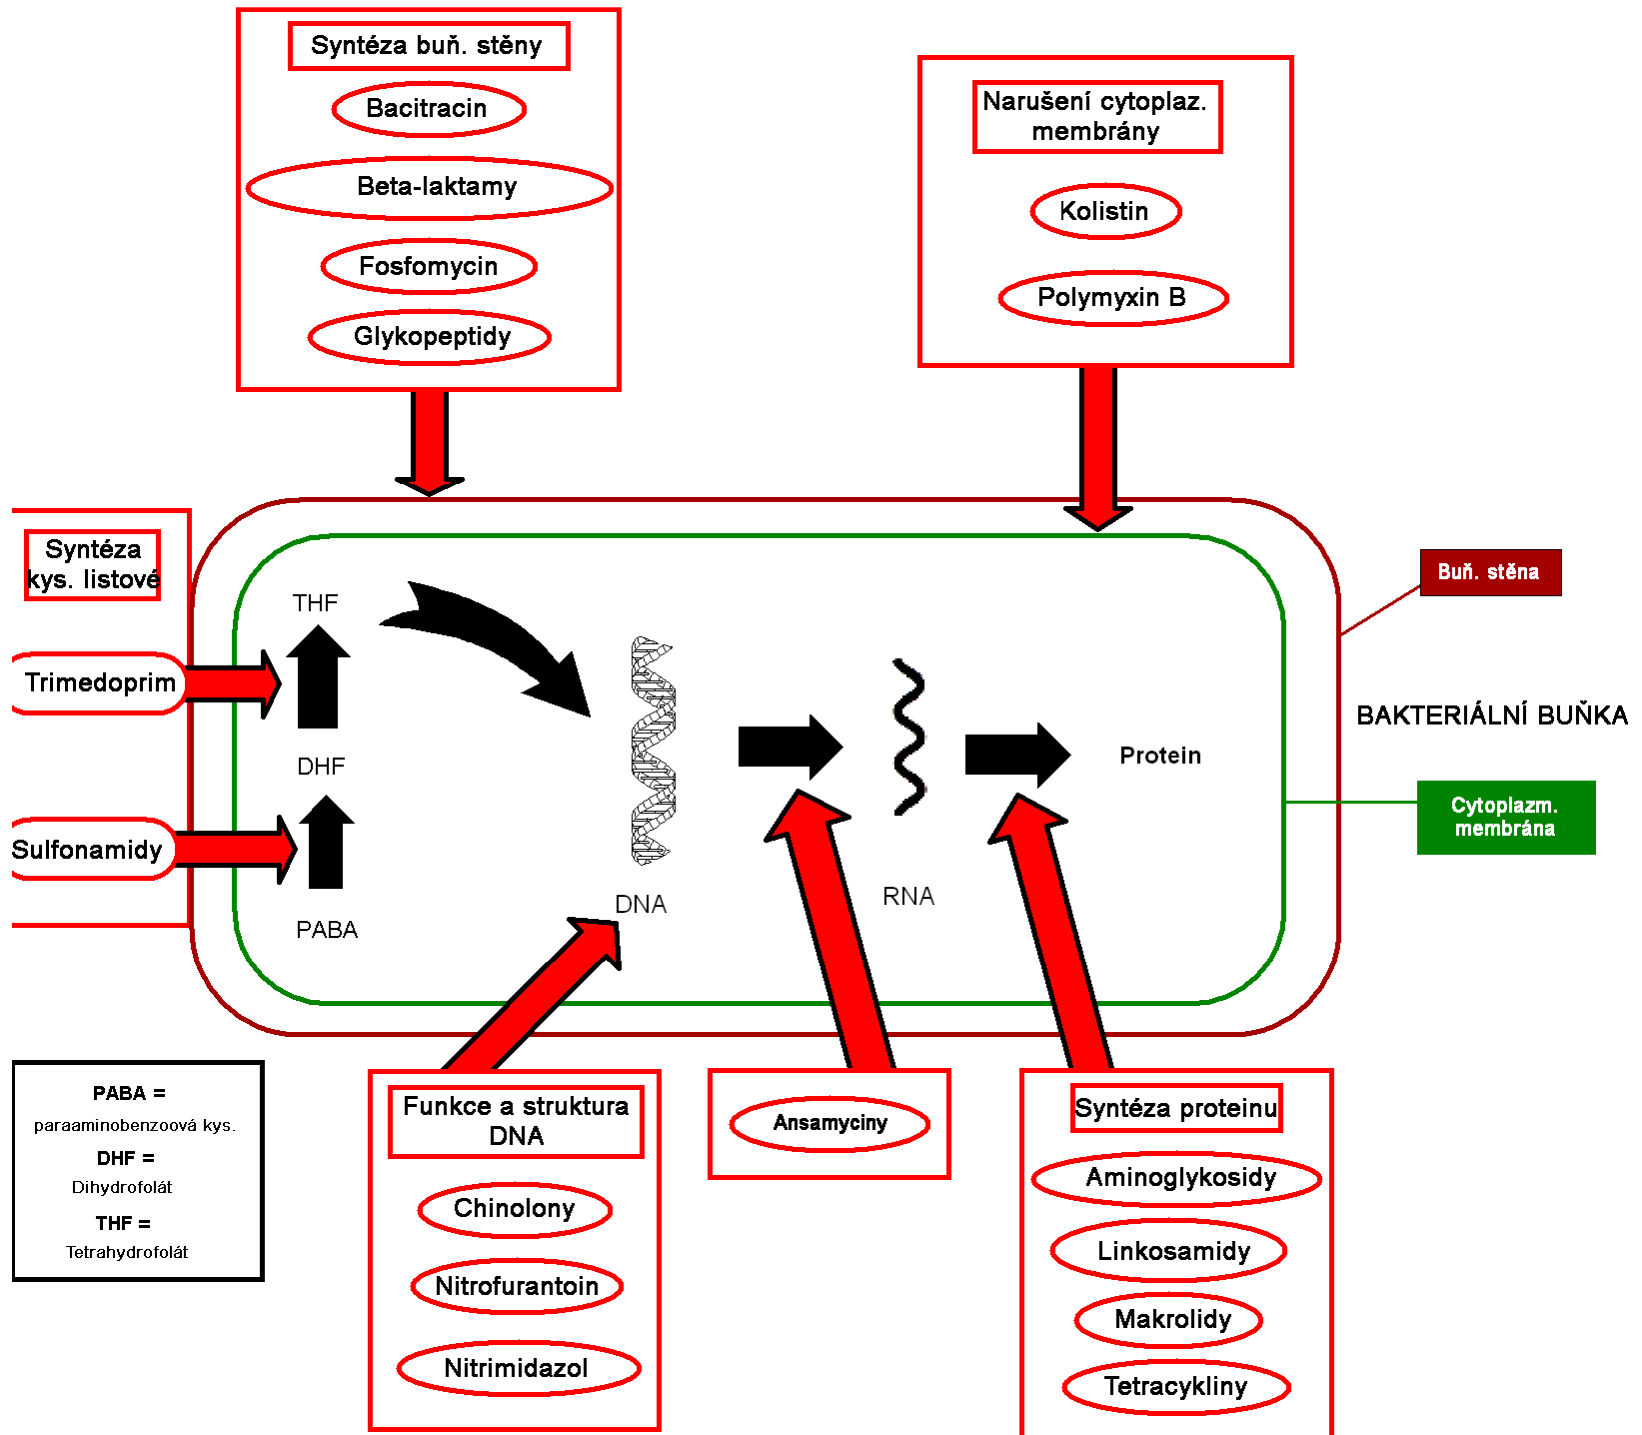 Syntéza buň. stěny
Bacitracin
Beta-laktamy
Fosfomycin
Glykopeptidy
Narušení cytoplaz.
membrány
Kolistin
Polymyxin B
Syntéza
kys. listové
Trimedoprim
Sulfonamidy
THF
DHF
PABA
DNA
RNA
Protein
Buň. stěna
BAKTERIÁLNÍ BUŇKA
Cytoplazm.
membrána
PABA =
paraaminobenzoová kys.
DHF =
Dihydrofolát
THF =
Tetrahydrofolát
Funkce a struktura
DNA
Chinolony
Nitrofurantoin
Nitrimidazol
Ansamyciny
Syntéza proteinu
Aminoglykosidy
Linkosamidy
Makrolidy
Tetracykliny